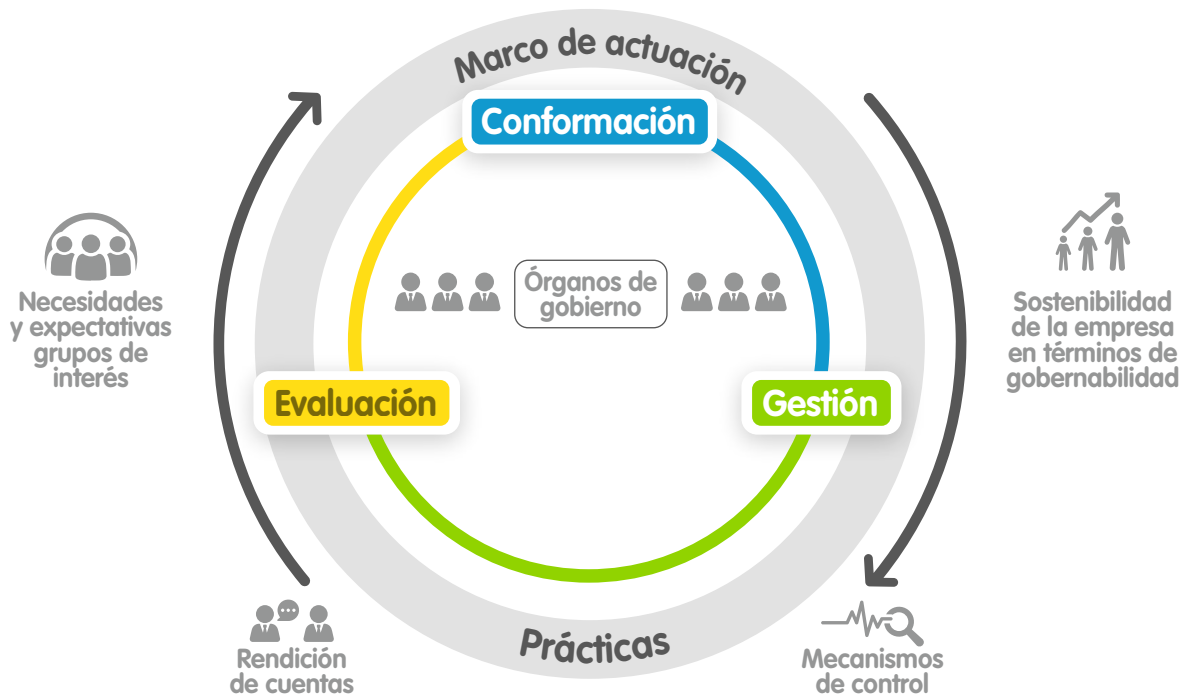 Marco de actuación
Conformación
Órganos de
gobierno
Necesidades
y expectativas
grupos de
interés
Sostenibilidad
de la empresa
en términos de
gobernabilidad
Evaluación
Gestión
Prácticas
Rendición
de cuentas
Mecanismos
de control